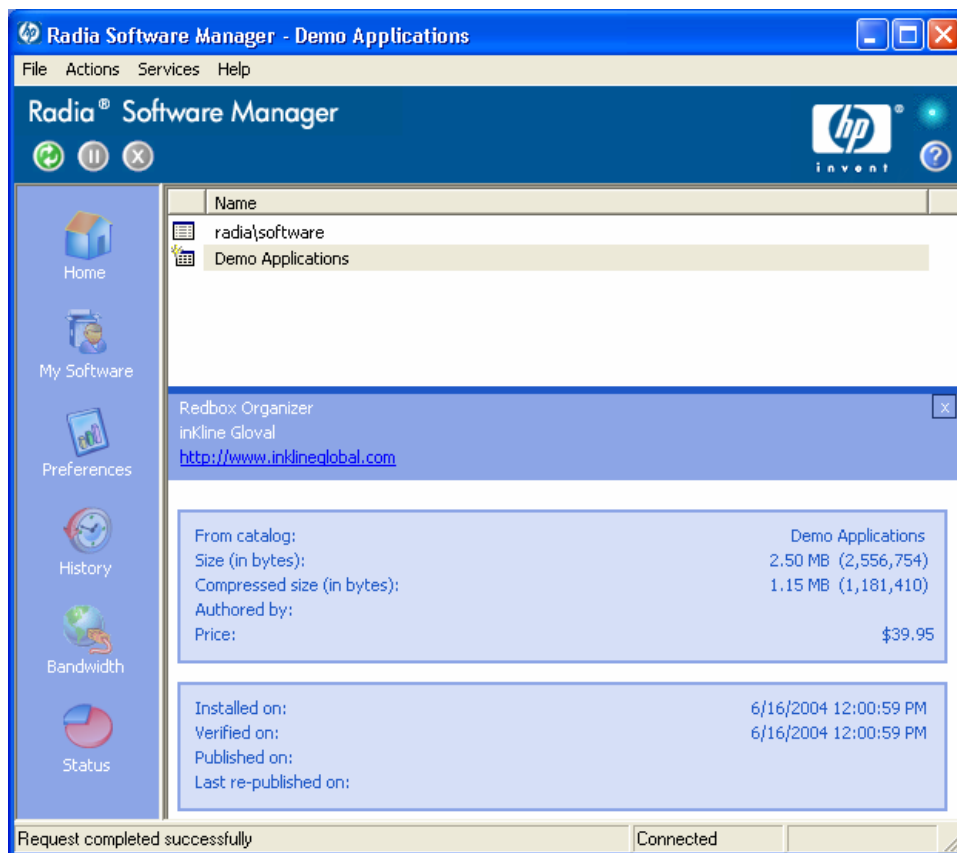 Radia Software Manager - Demo Applications
File Actions Services Help
Radia® Software Manager
hp ®
invent
?
Name
radia\software
Demo Applications
Home
My Software
Preferences
History
Bandwidth
Status
Redbox Organizer x
inKline Gloval
http://www.inklineglobal.com
From catalog: Demo Applications
Size (in bytes): 2.50 MB (2,556,754)
Compressed size (in bytes): 1.15 MB (1,181,410)
Authored by:
Price: $39.95
Installed on: 6/16/2004 12:00:59 PM
Verified on: 6/16/2004 12:00:59 PM
Published on:
Last re-published on:
Request completed successfully Connected